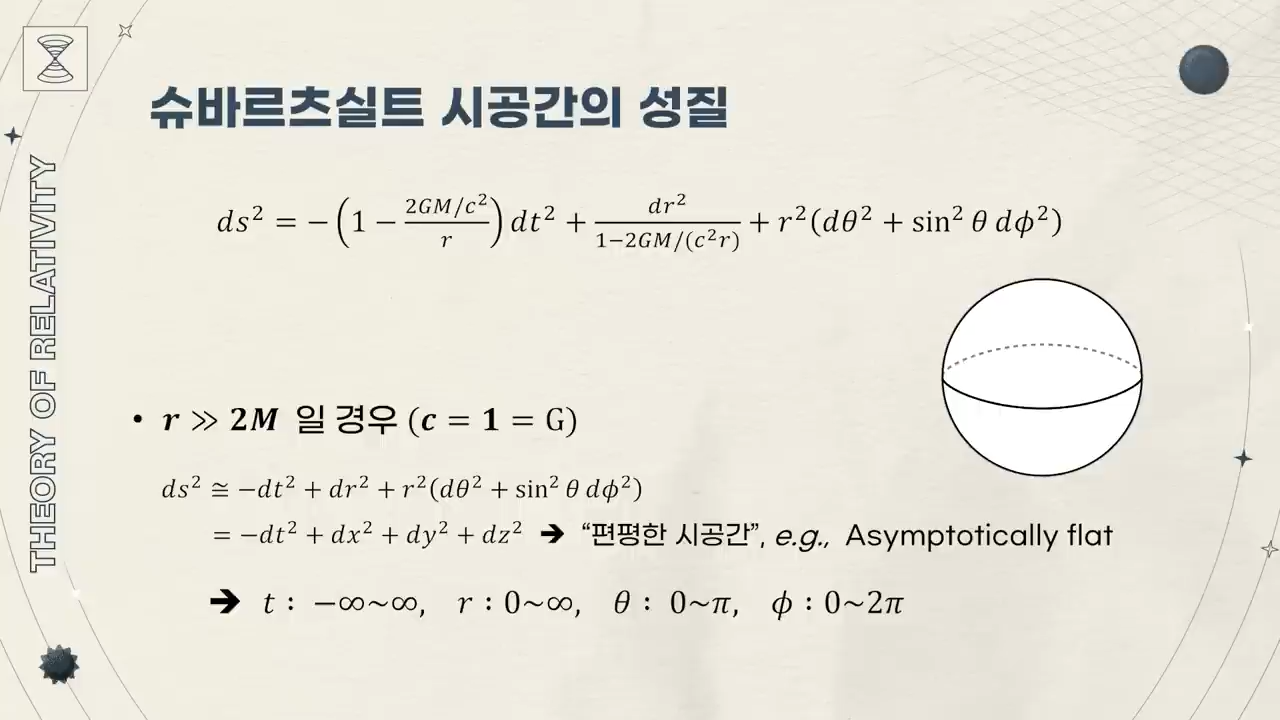 THEORY OF RELATIVITY
슈바르츠실트 시공간의 성질
ds² = −(1 − (2GM/c²)/r) dt² + dr²/(1−2GM/(c²r)) + r²(dθ² + sin² θ dϕ²)
• r ≫ 2M 일 경우 (c = 1 = G)
ds² ≅ −dt² + dr² + r²(dθ² + sin² θ dϕ²)
= −dt² + dx² + dy² + dz² ➔ “편평한 시공간”, e.g., Asymptotically flat
➔ t : −∞~∞, r : 0~∞, θ : 0~π, ϕ : 0~2π